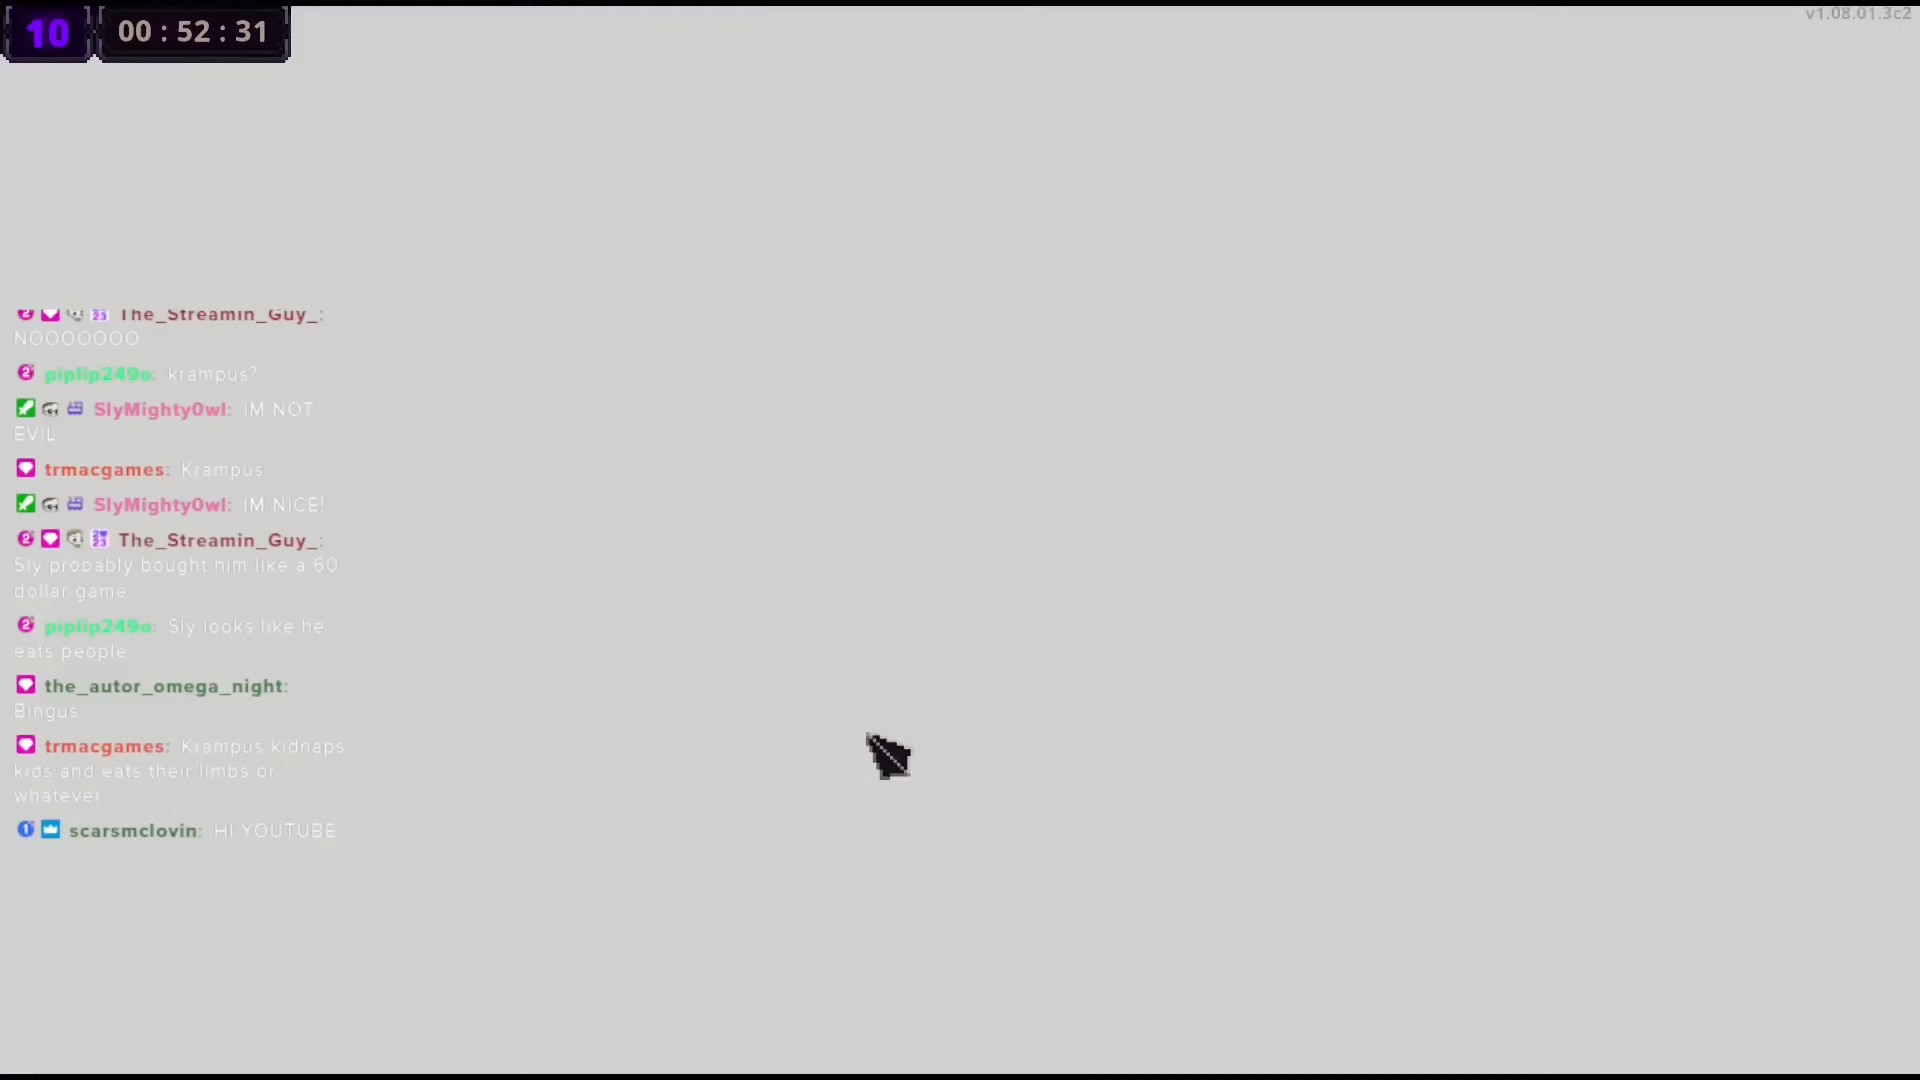 10 00 : 52 : 31
v1.08.01.3c2
The_Streamin_Guy_:
NOOOOOOO
piplip249o: krampus?
SlyMighty0wl: IM NOT
EVIL
trmacgames: Krampus
SlyMighty0wl: IM NICE!
The_Streamin_Guy_:
Sly probably bought him like a 60
dollar game
piplip249o: Sly looks like he
eats people
the_autor_omega_night:
Bingus
trmacgames: Krampus kidnaps
kids and eats their limbs or
whatever
scarsmclovin: HI YOUTUBE